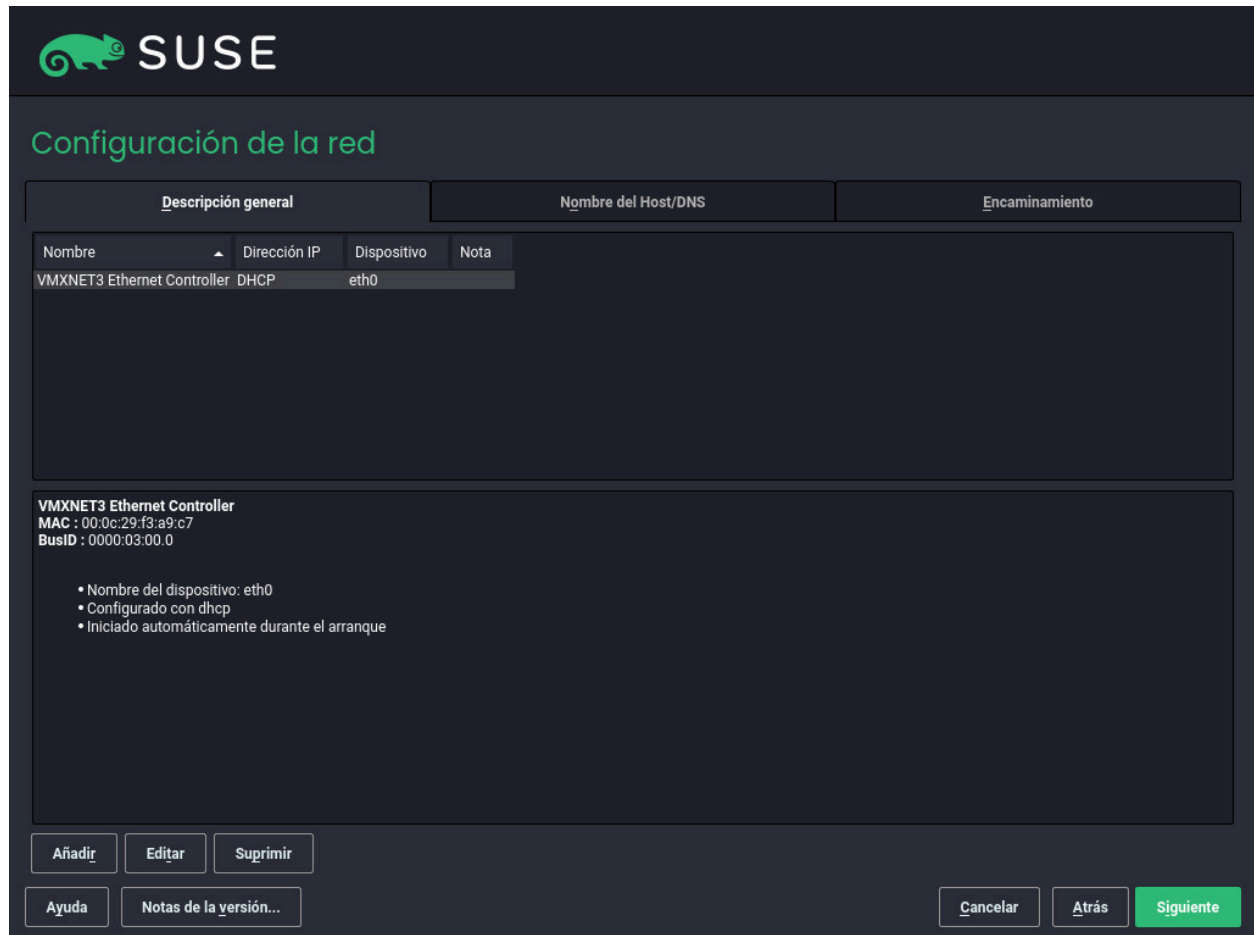 SUSE
Configuración de la red
Descripción general Nombre del Host/DNS Encaminamiento
Nombre Dirección IP Dispositivo Nota
VMXNET3 Ethernet Controller DHCP eth0
VMXNET3 Ethernet Controller
MAC : 00:0c:29:f3:a9:c7
BusID : 0000:03:00.0
• Nombre del dispositivo: eth0
• Configurado con dhcp
• Iniciado automáticamente durante el arranque
Añadir Editar Suprimir
Ayuda Notas de la versión... Cancelar Atrás Siguiente